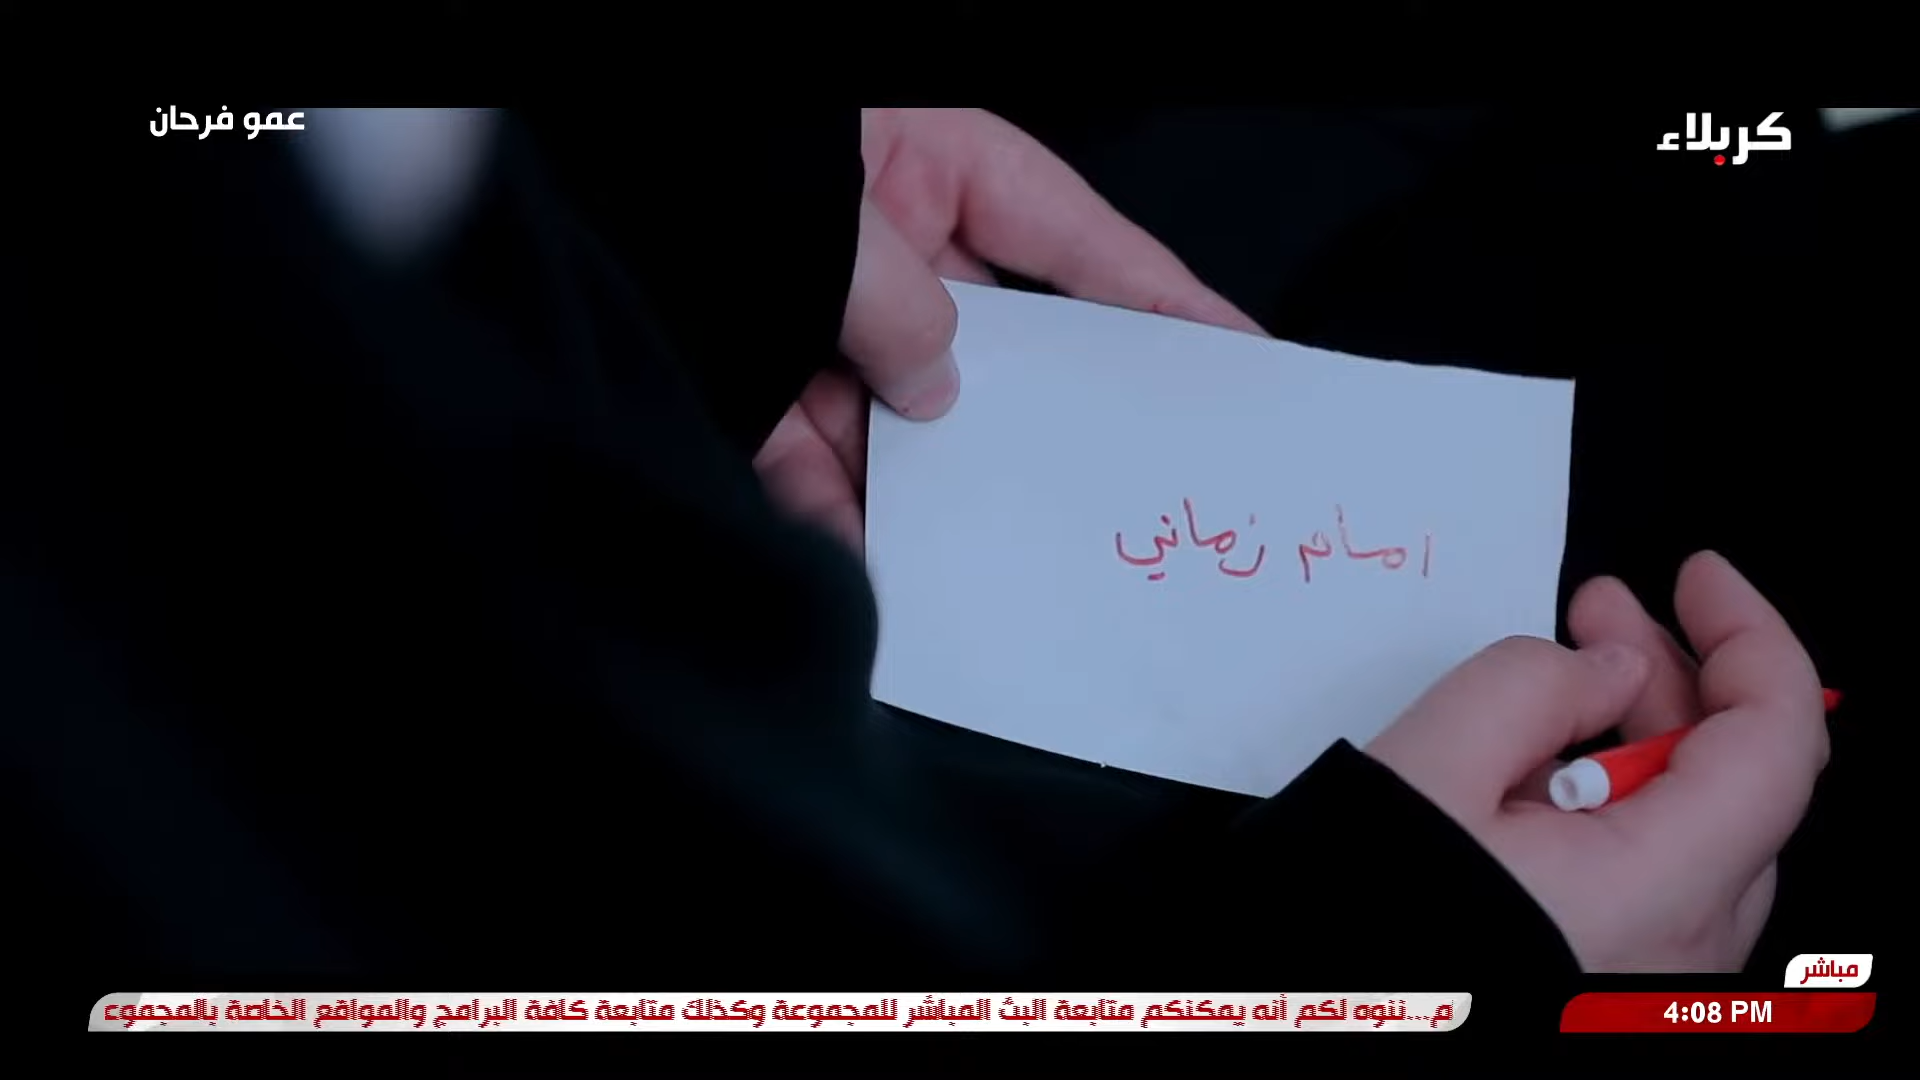 عمو فرحان
كربلاء
امام زماني
مباشر
م...ننوه لكم أنه يمكنكم متابعة البث المباشر للمجموعة وكذلك متابعة كافة البرامج والمواقع الخاصة بالمجموع
4:08 PM